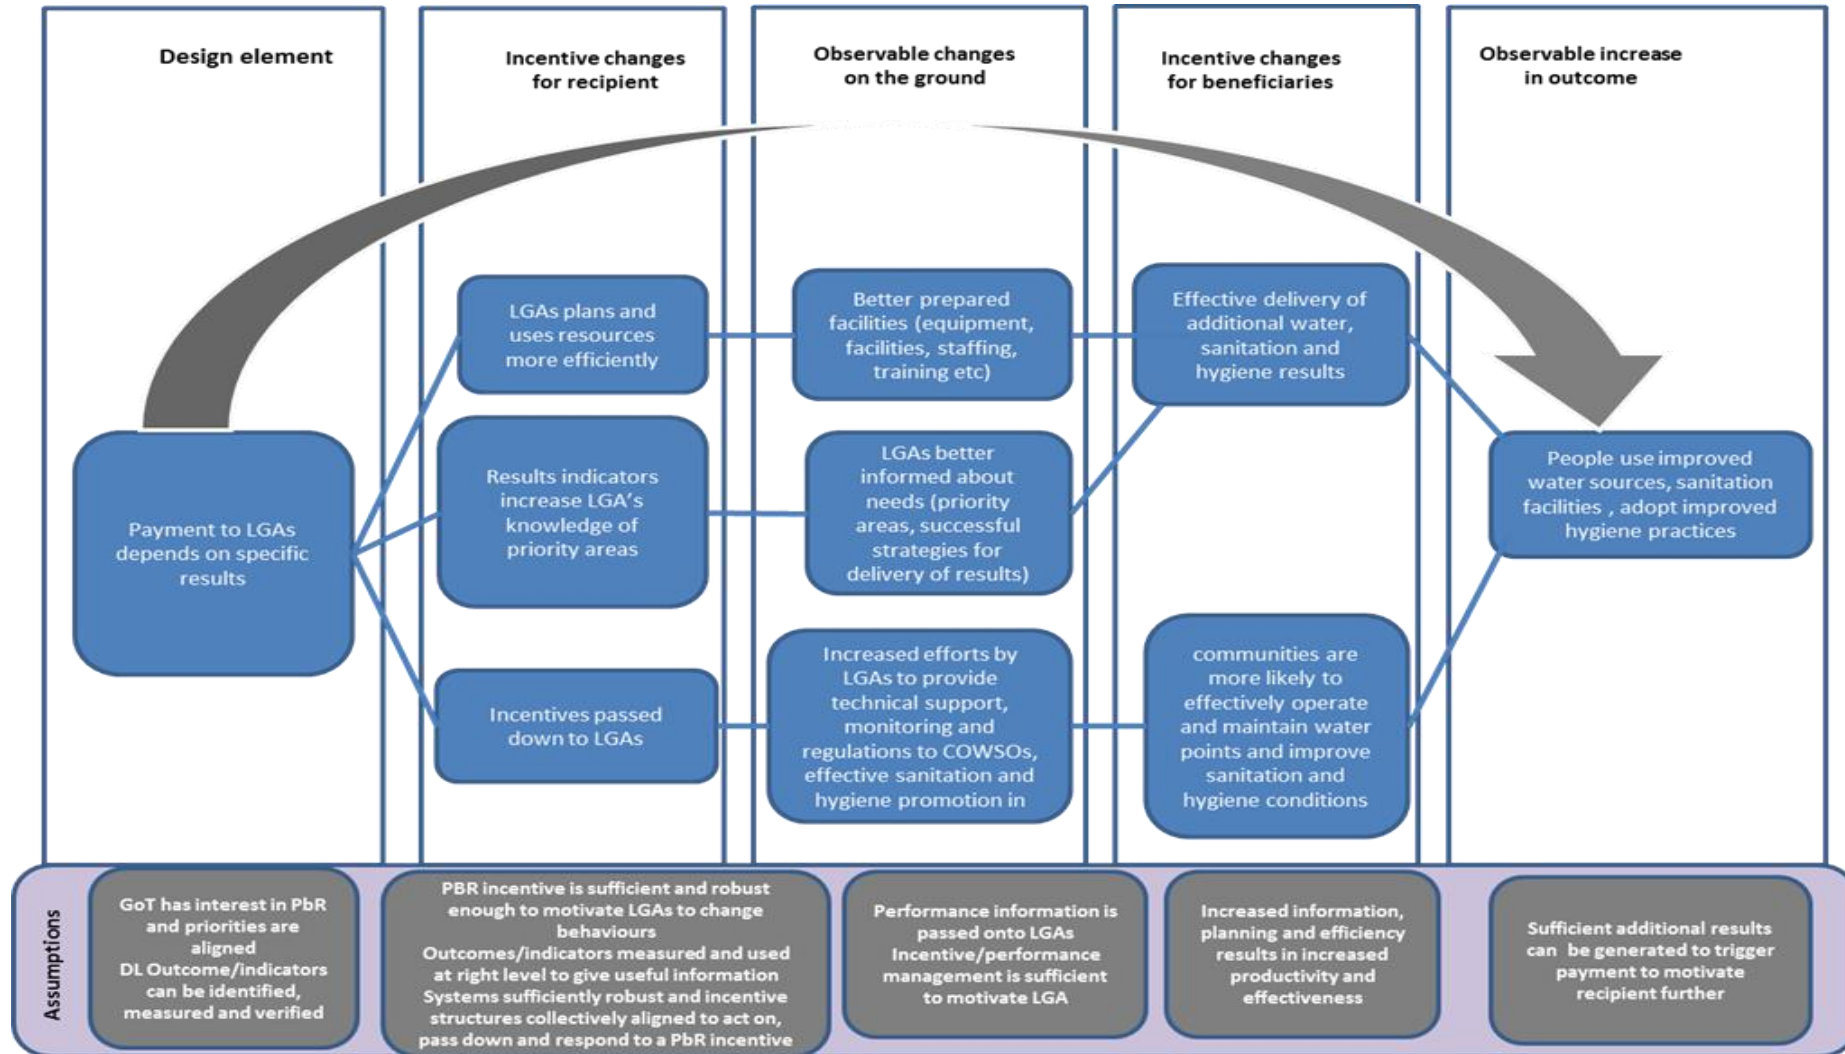 Design element
Incentive changes
for recipient
Observable changes
on the ground
Incentive changes
for beneficiaries
Observable increase
in outcome
Payment to LGAs
depends on specific
results
LGAs plans and
uses resources
more efficiently
Results indicators
increase LGA's
knowledge of
priority areas
Incentives passed
down to LGAs
Better prepared
facilities (equipment,
facilities, staffing,
training etc)
LGAs better
informed about
needs (priority
areas, successful
strategies for
delivery of results)
Increased efforts by
LGAs to provide
technical support,
monitoring and
regulations to COWSOs,
effective sanitation and
hygiene promotion in
Effective delivery of
additional water,
sanitation and
hygiene results
communities are
more likely to
effectively operate
and maintain water
points and improve
sanitation and
hygiene conditions
People use improved
water sources, sanitation
facilities , adopt improved
hygiene practices
Assumptions
GoT has interest in PbR
and priorities are
aligned
DL Outcome/indicators
can be identified,
measured and verified
PBR incentive is sufficient and robust
enough to motivate LGAs to change
behaviours
Outcomes/indicators measured and used
at right level to give useful information
Systems sufficiently robust and incentive
structures collectively aligned to act on,
pass down and respond to a PbR incentive
Performance information is
passed onto LGAs
Incentive/performance
management is sufficient
to motivate LGA
Increased information,
planning and efficiency
results in increased
productivity and
effectiveness
Sufficient additional results
can be generated to trigger
payment to motivate
recipient further